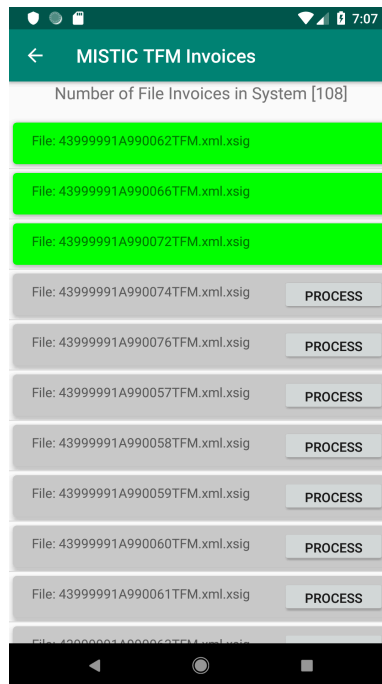 7:07
MISTIC TFM Invoices
Number of File Invoices in System [108]
File: 43999991A990062TFM.xml.xsig
File: 43999991A990066TFM.xml.xsig
File: 43999991A990072TFM.xml.xsig
File: 43999991A990074TFM.xml.xsig PROCESS
File: 43999991A990076TFM.xml.xsig PROCESS
File: 43999991A990057TFM.xml.xsig PROCESS
File: 43999991A990058TFM.xml.xsig PROCESS
File: 43999991A990059TFM.xml.xsig PROCESS
File: 43999991A990060TFM.xml.xsig PROCESS
File: 43999991A990061TFM.xml.xsig PROCESS